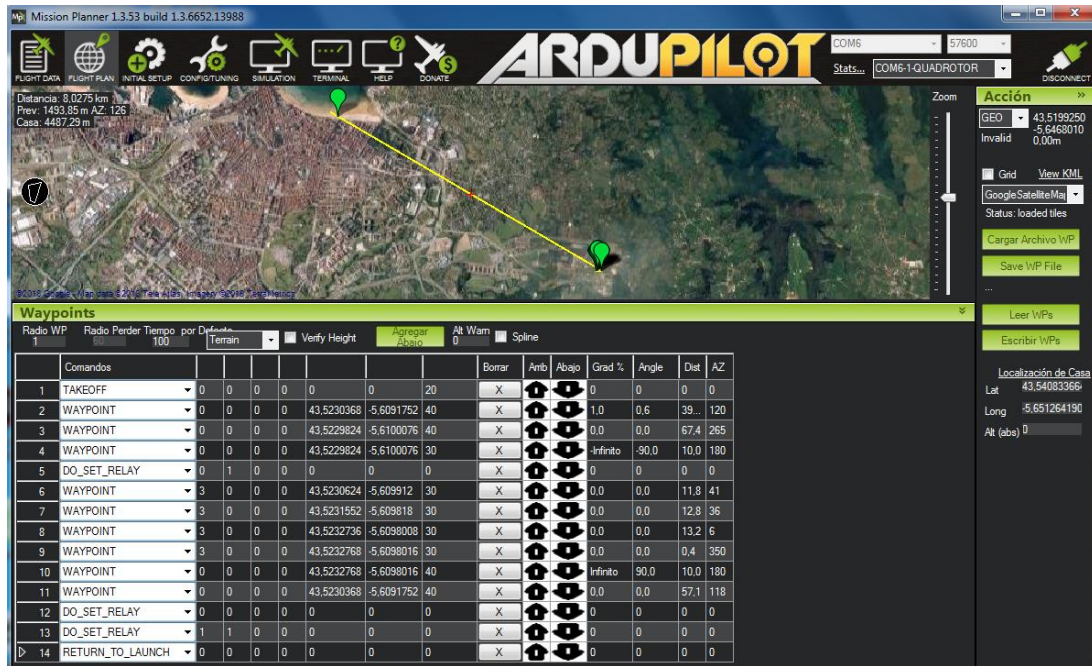 Mission Planner 1.3.53 build 1.3.6652.13988
FLIGHT DATA FLIGHT PLAN INITIAL SETUP CONFIG/TUNING SIMULATION TERMINAL HELP DONATE
ARDUPILOT
COM6 57600
Stats... COM6-1-QUADROTOR
DISCONNECT
Distancia: 8,0275 km
Prev: 1493,85 m AZ: 126
Casa: 4487,29 m
Zoom
Acción
GEO 43,5199250
-5,6468010
Invalid 0,00m
Grid View KML
GoogleSatelliteMap
Status: loaded tiles
Cargar Archivo WP
Save WP File
...
Leer WPs
Escribir WPs
Localización de Casa
Lat 43,54083366
Long -5,651264190
Alt (abs) 0
©2018 Google - Map data ©2018 Tele Atlas, Imagery ©2018 TerraMetrics
Waypoints
Radio WP Radio Perder Tiempo por Defecto Alt Warn
1 60 100 Terrain Verify Height Agregar Abajo 0 Spline
Comandos Borrar Arrib Abajo Grad % Angle Dist AZ
1 TAKEOFF 0 0 0 0 0 0 20 X 0 0 0 0
2 WAYPOINT 0 0 0 0 43,5230368 -5,6091752 40 X 1,0 0,6 39... 120
3 WAYPOINT 0 0 0 0 43,5229824 -5,6100076 40 X 0,0 0,0 67,4 265
4 WAYPOINT 0 0 0 0 43,5229824 -5,6100076 30 X -Infinito -90,0 10,0 180
5 DO_SET_RELAY 0 1 0 0 0 0 0 X 0 0 0 0
6 WAYPOINT 3 0 0 0 43,5230624 -5,609912 30 X 0,0 0,0 11,8 41
7 WAYPOINT 3 0 0 0 43,5231552 -5,609818 30 X 0,0 0,0 12,8 36
8 WAYPOINT 3 0 0 0 43,5232736 -5,6098008 30 X 0,0 0,0 13,2 6
9 WAYPOINT 3 0 0 0 43,5232768 -5,6098016 30 X 0,0 0,0 0,4 350
10 WAYPOINT 0 0 0 0 43,5232768 -5,6098016 40 X Infinito 90,0 10,0 180
11 WAYPOINT 0 0 0 0 43,5230368 -5,6091752 40 X 0,0 0,0 57,1 118
12 DO_SET_RELAY 0 0 0 0 0 0 0 X 0 0 0 0
13 DO_SET_RELAY 1 1 0 0 0 0 0 X 0 0 0 0
14 RETURN_TO_LAUNCH 0 0 0 0 0 0 0 X 0 0 0 0